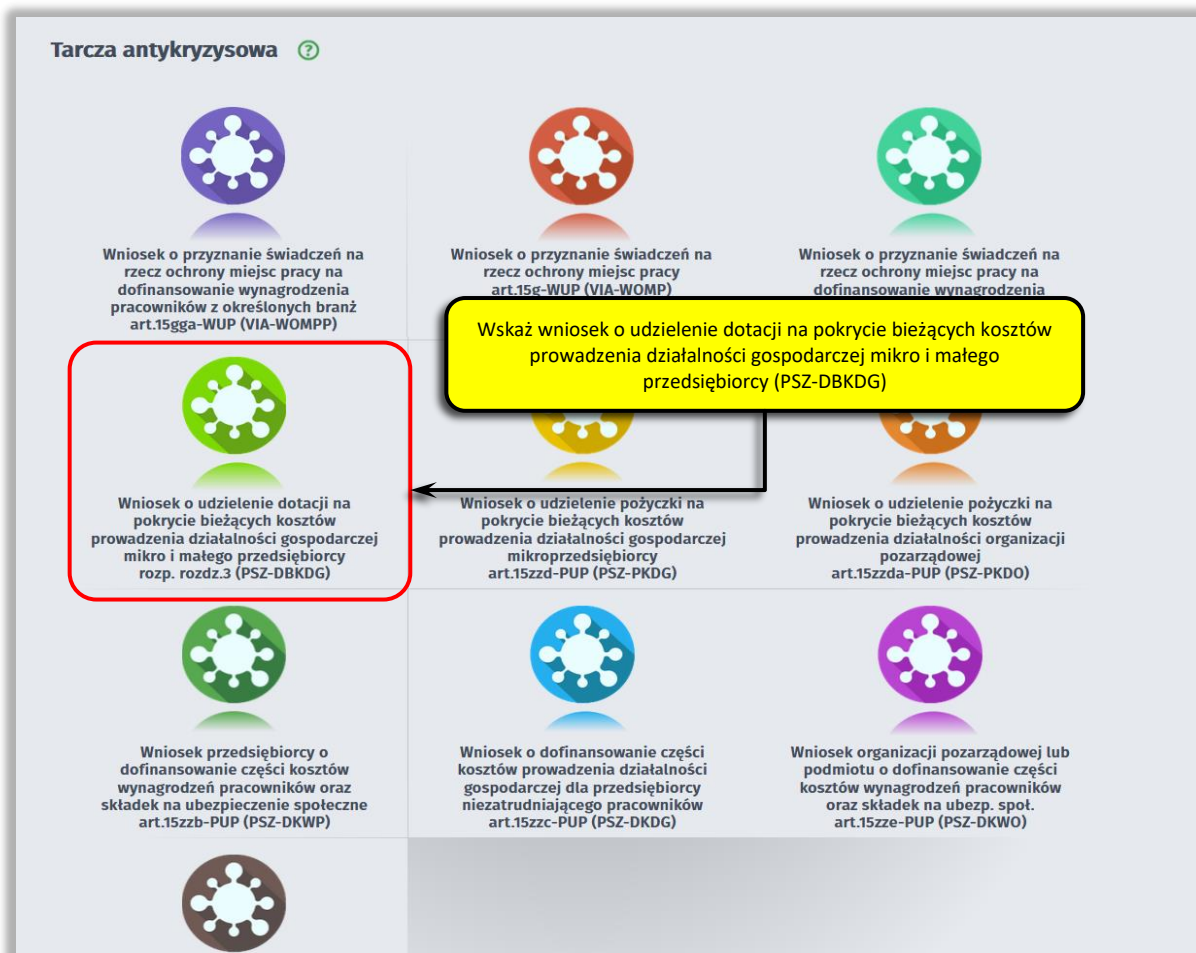 Tarcza antykryzysowa ?
Wniosek o przyznanie świadczeń na
rzecz ochrony miejsc pracy na
dofinansowanie wynagrodzenia
pracowników z określonych branż
art.15gga-WUP (VIA-WOMPP)
Wniosek o przyznanie świadczeń na
rzecz ochrony miejsc pracy
art.15g-WUP (VIA-WOMP)
Wniosek o przyznanie świadczeń na
rzecz ochrony miejsc pracy na
dofinansowanie wynagrodzenia
Wskaż wniosek o udzielenie dotacji na pokrycie bieżących kosztów
prowadzenia działalności gospodarczej mikro i małego
przedsiębiorcy (PSZ-DBKDG)
Wniosek o udzielenie dotacji na
pokrycie bieżących kosztów
prowadzenia działalności gospodarczej
mikro i małego przedsiębiorcy
rozp. rozdz.3 (PSZ-DBKDG)
Wniosek o udzielenie pożyczki na
pokrycie bieżących kosztów
prowadzenia działalności gospodarczej
mikroprzedsiębiorcy
art.15zzd-PUP (PSZ-PKDG)
Wniosek o udzielenie pożyczki na
pokrycie bieżących kosztów
prowadzenia działalności organizacji
pozarządowej
art.15zzda-PUP (PSZ-PKDO)
Wniosek przedsiębiorcy o
dofinansowanie części kosztów
wynagrodzeń pracowników oraz
składek na ubezpieczenie społeczne
art.15zzb-PUP (PSZ-DKWP)
Wniosek o dofinansowanie części
kosztów prowadzenia działalności
gospodarczej dla przedsiębiorcy
niezatrudniającego pracowników
art.15zzc-PUP (PSZ-DKDG)
Wniosek organizacji pozarządowej lub
podmiotu o dofinansowanie części
kosztów wynagrodzeń pracowników
oraz składek na ubezp. społ.
art.15zze-PUP (PSZ-DKWO)